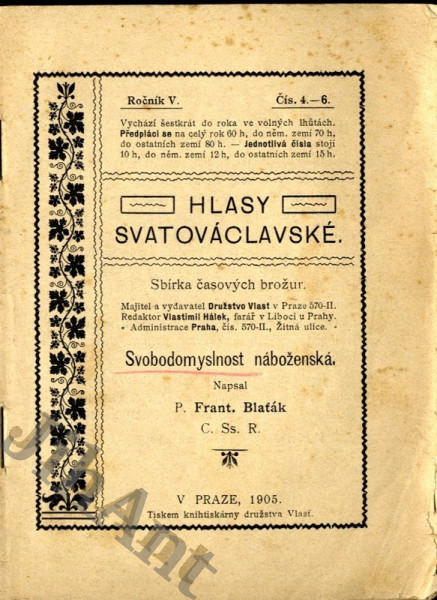 Ročník V. Čís. 4.—6.
Vychází šestkrát do roka ve volných lhůtách.
Předplácí se na celý rok 60 h, do něm. zemí 70 h,
do ostatních zemí 80 h. — Jednotlivá čísla stojí
10 h, do něm. zemí 12 h, do ostatních zemí 15 h.
HLASY
SVATOVÁCLAVSKÉ.
Sbírka časových brožur.
Majitel a vydavatel Družstvo Vlast v Praze 570-II.
Redaktor Vlastimil Hálek, farář v Liboci u Prahy.
• Administrace Praha, čís. 570-II., Žitná ulice. •
Svobodomyslnost náboženská.
Napsal
P. Frant. Blaťák
C. Ss. R.
V PRAZE, 1905.
Tiskem knihtiskárny družstva Vlasť.
JihAnt